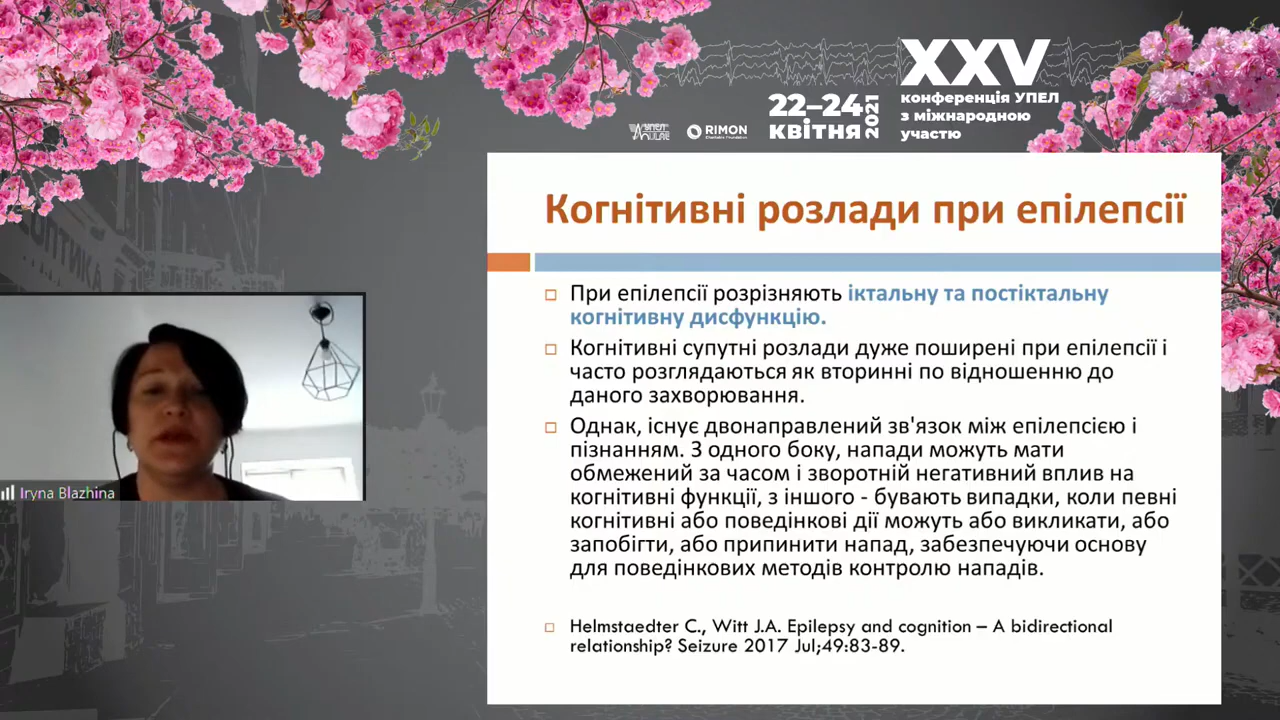 XXV
конференція УПЕЛ
з міжнародною
участю
22–24
квітня
2021
RIMON
ОПТИКА
Когнітивні розлади при епілепсії
При епілепсії розрізняють іктальну та постіктальну
когнітивну дисфункцію.
Когнітивні супутні розлади дуже поширені при епілепсії і
часто розглядаються як вторинні по відношенню до
даного захворювання.
Однак, існує двонаправлений зв'язок між епілепсією і
пізнанням. З одного боку, напади можуть мати
обмежений за часом і зворотній негативний вплив на
когнітивні функції, з іншого - бувають випадки, коли певні
когнітивні або поведінкові дії можуть або викликати, або
запобігти, або припинити напад, забезпечуючи основу
для поведінкових методів контролю нападів.
Helmstaedter C., Witt J.A. Epilepsy and cognition – A bidirectional
relationship? Seizure 2017 Jul;49:83-89.
Iryna Blazhina